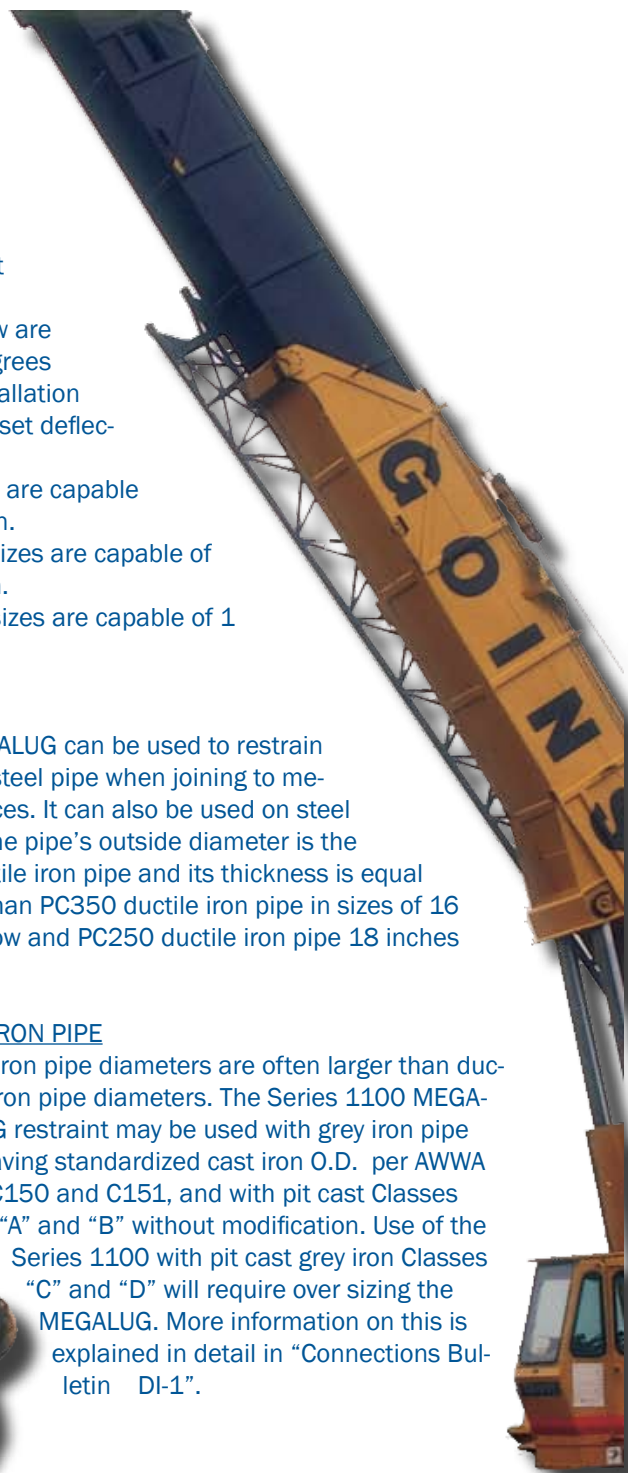 t
w are
grees
allation
set deflec-
are capable
n.
sizes are capable of
n.
sizes are capable of 1
ALUG can be used to restrain
steel pipe when joining to me-
ces. It can also be used on steel
he pipe's outside diameter is the
tile iron pipe and its thickness is equal
han PC350 ductile iron pipe in sizes of 16
ow and PC250 ductile iron pipe 18 inches
IRON PIPE
iron pipe diameters are often larger than duc-
iron pipe diameters. The Series 1100 MEGA-
G restraint may be used with grey iron pipe
aving standardized cast iron O.D. per AWWA
C150 and C151, and with pit cast Classes
"A" and "B" without modification. Use of the
Series 1100 with pit cast grey iron Classes
"C" and "D" will require over sizing the
MEGALUG. More information on this is
explained in detail in "Connections Bul-
letin DI-1".
GOINS